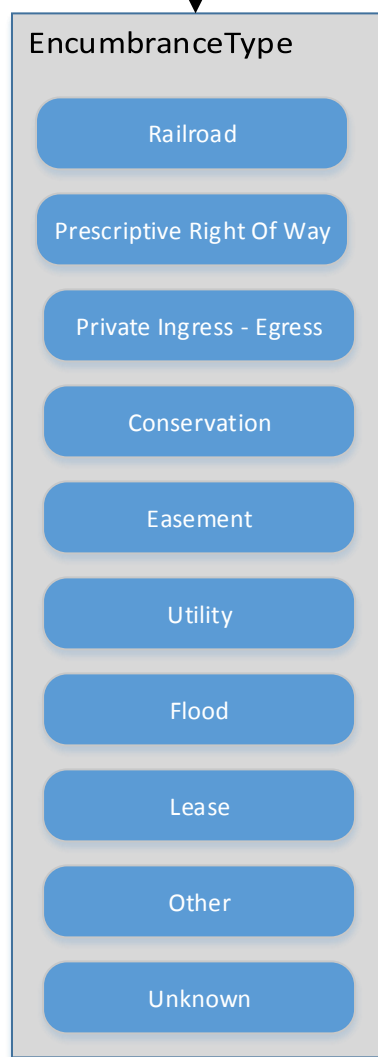 EncumbranceType
Railroad
Prescriptive Right Of Way
Private Ingress - Egress
Conservation
Easement
Utility
Flood
Lease
Other
Unknown